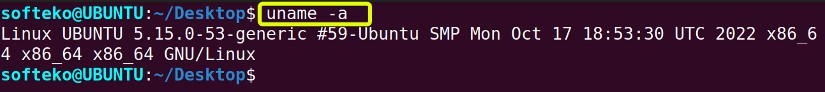 softeko@UBUNTU:~/Desktop$ uname -a
Linux UBUNTU 5.15.0-53-generic #59-Ubuntu SMP Mon Oct 17 18:53:30 UTC 2022 x86_6
4 x86_64 x86_64 GNU/Linux
softeko@UBUNTU:~/Desktop$